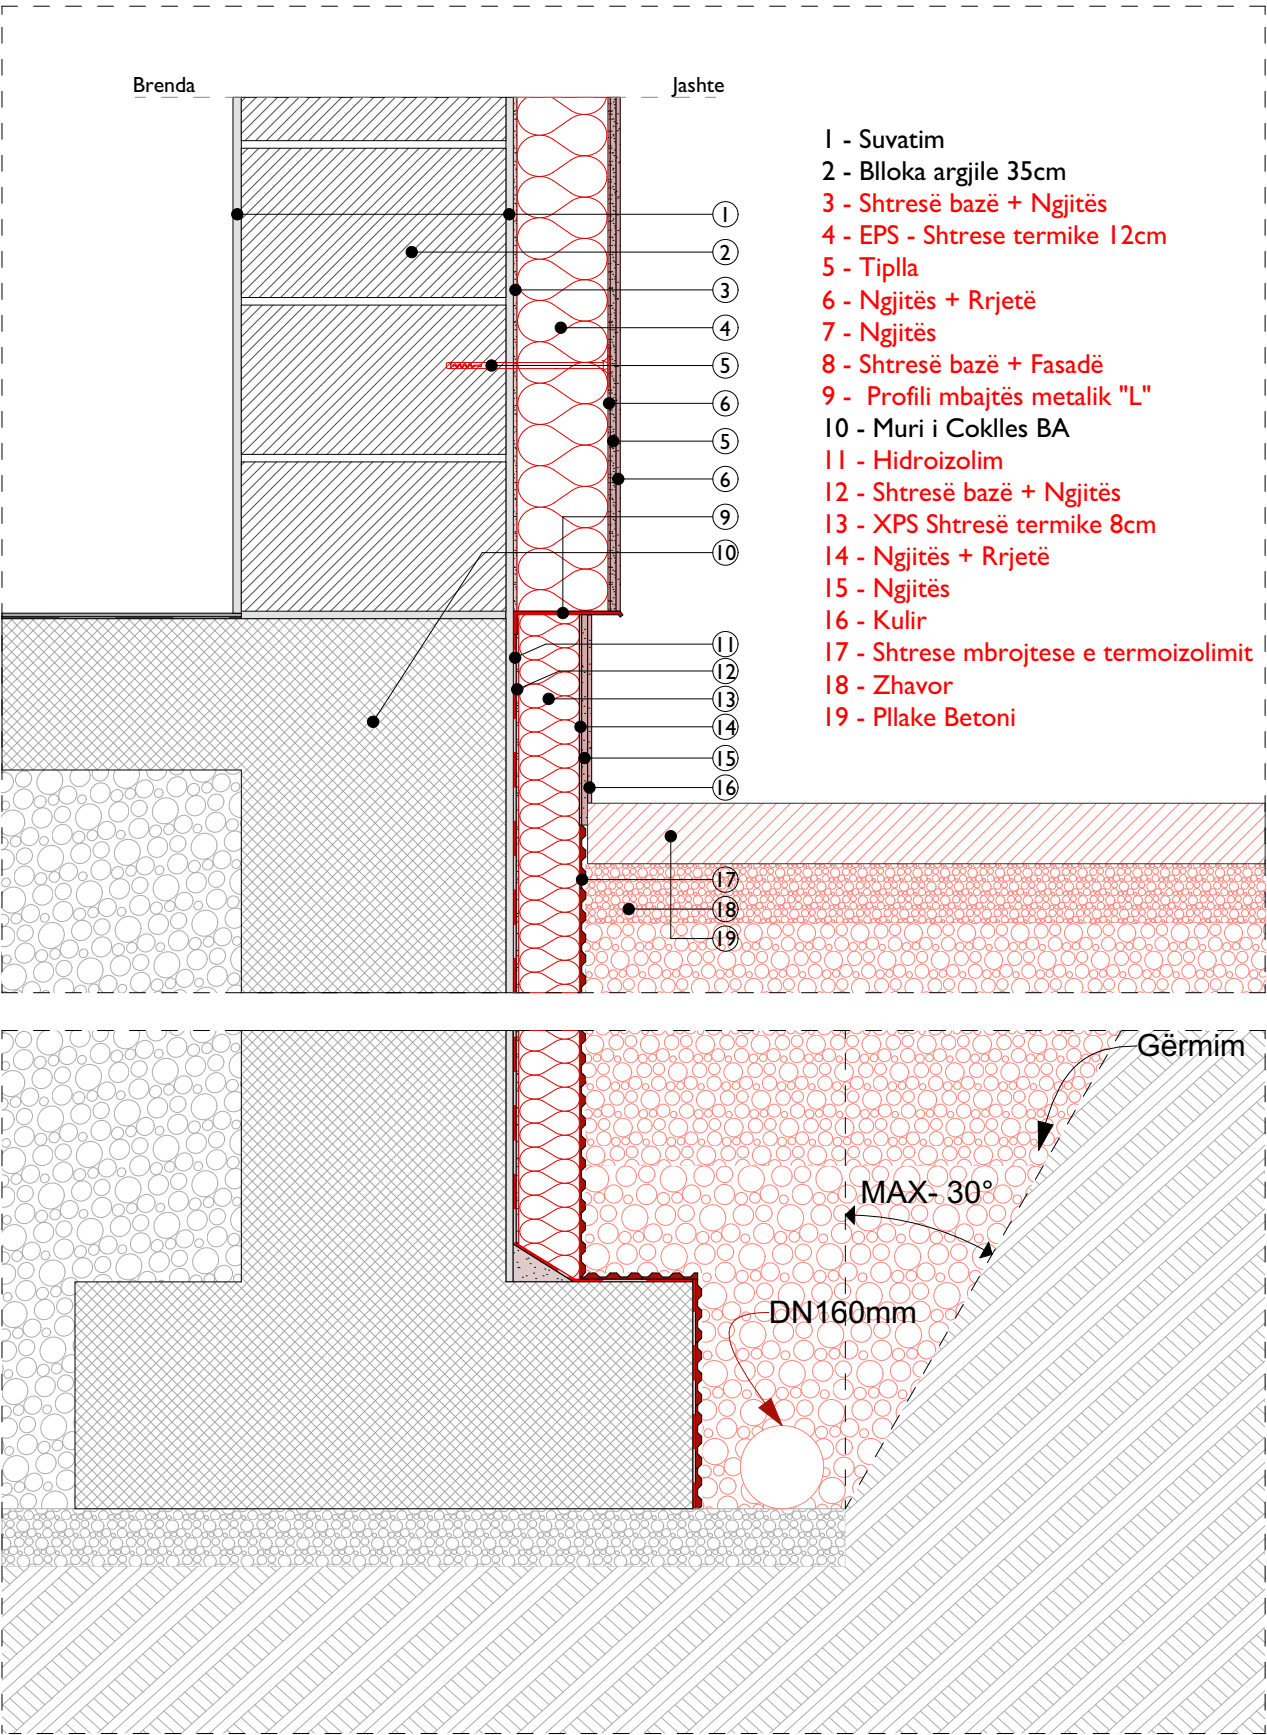 Brenda
Jashte
1 - Suvatim
2 - Blloka argjile 35cm
3 - Shtresë bazë + Ngjitës
4 - EPS - Shtrese termike 12cm
5 - Tiplla
6 - Ngjitës + Rrjetë
7 - Ngjitës
8 - Shtresë bazë + Fasadë
9 - Profili mbajtës metalik "L"
10 - Muri i Coklles BA
11 - Hidroizolim
12 - Shtresë bazë + Ngjitës
13 - XPS Shtresë termike 8cm
14 - Ngjitës + Rrjetë
15 - Ngjitës
16 - Kulir
17 - Shtrese mbrojtese e termoizolimit
18 - Zhavor
19 - Pllake Betoni
1
2
3
4
5
6
5
6
9
10
11
12
13
14
15
16
17
18
19
Gërmim
MAX- 30°
DN160mm